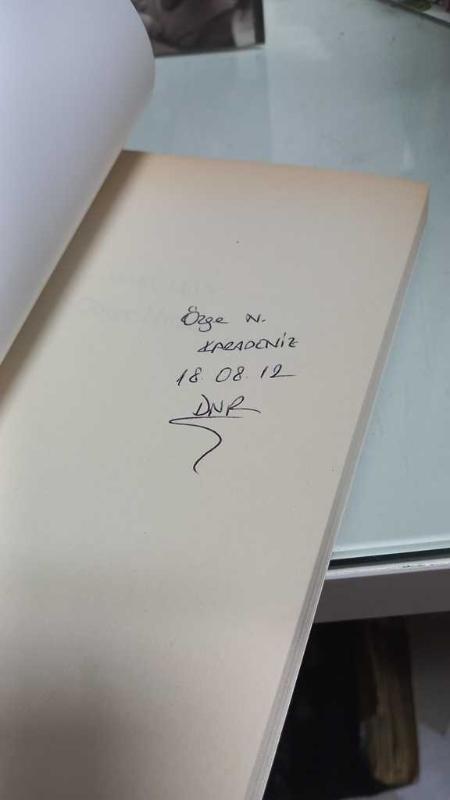 Özge N.
KARADENİZ
18.08.12
DNR